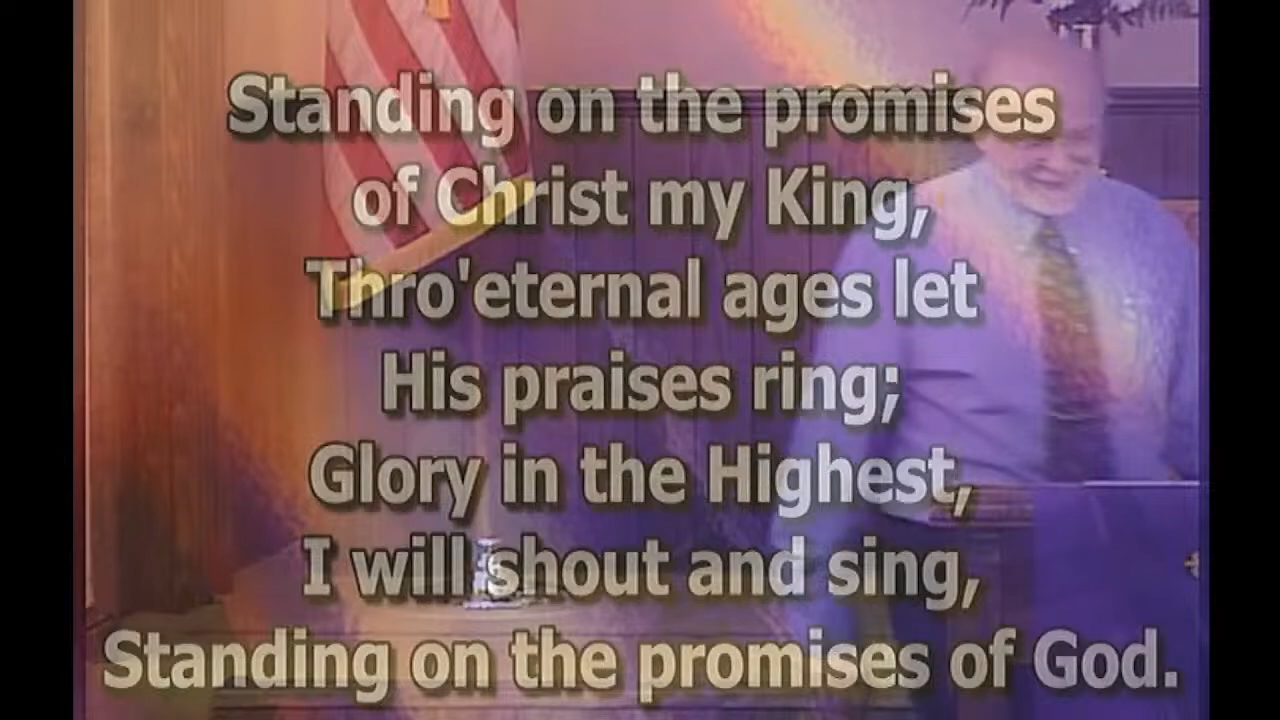 Standing on the promises
of Christ my King,
Thro'eternal ages let
His praises ring;
Glory in the Highest,
I will shout and sing,
Standing on the promises of God.